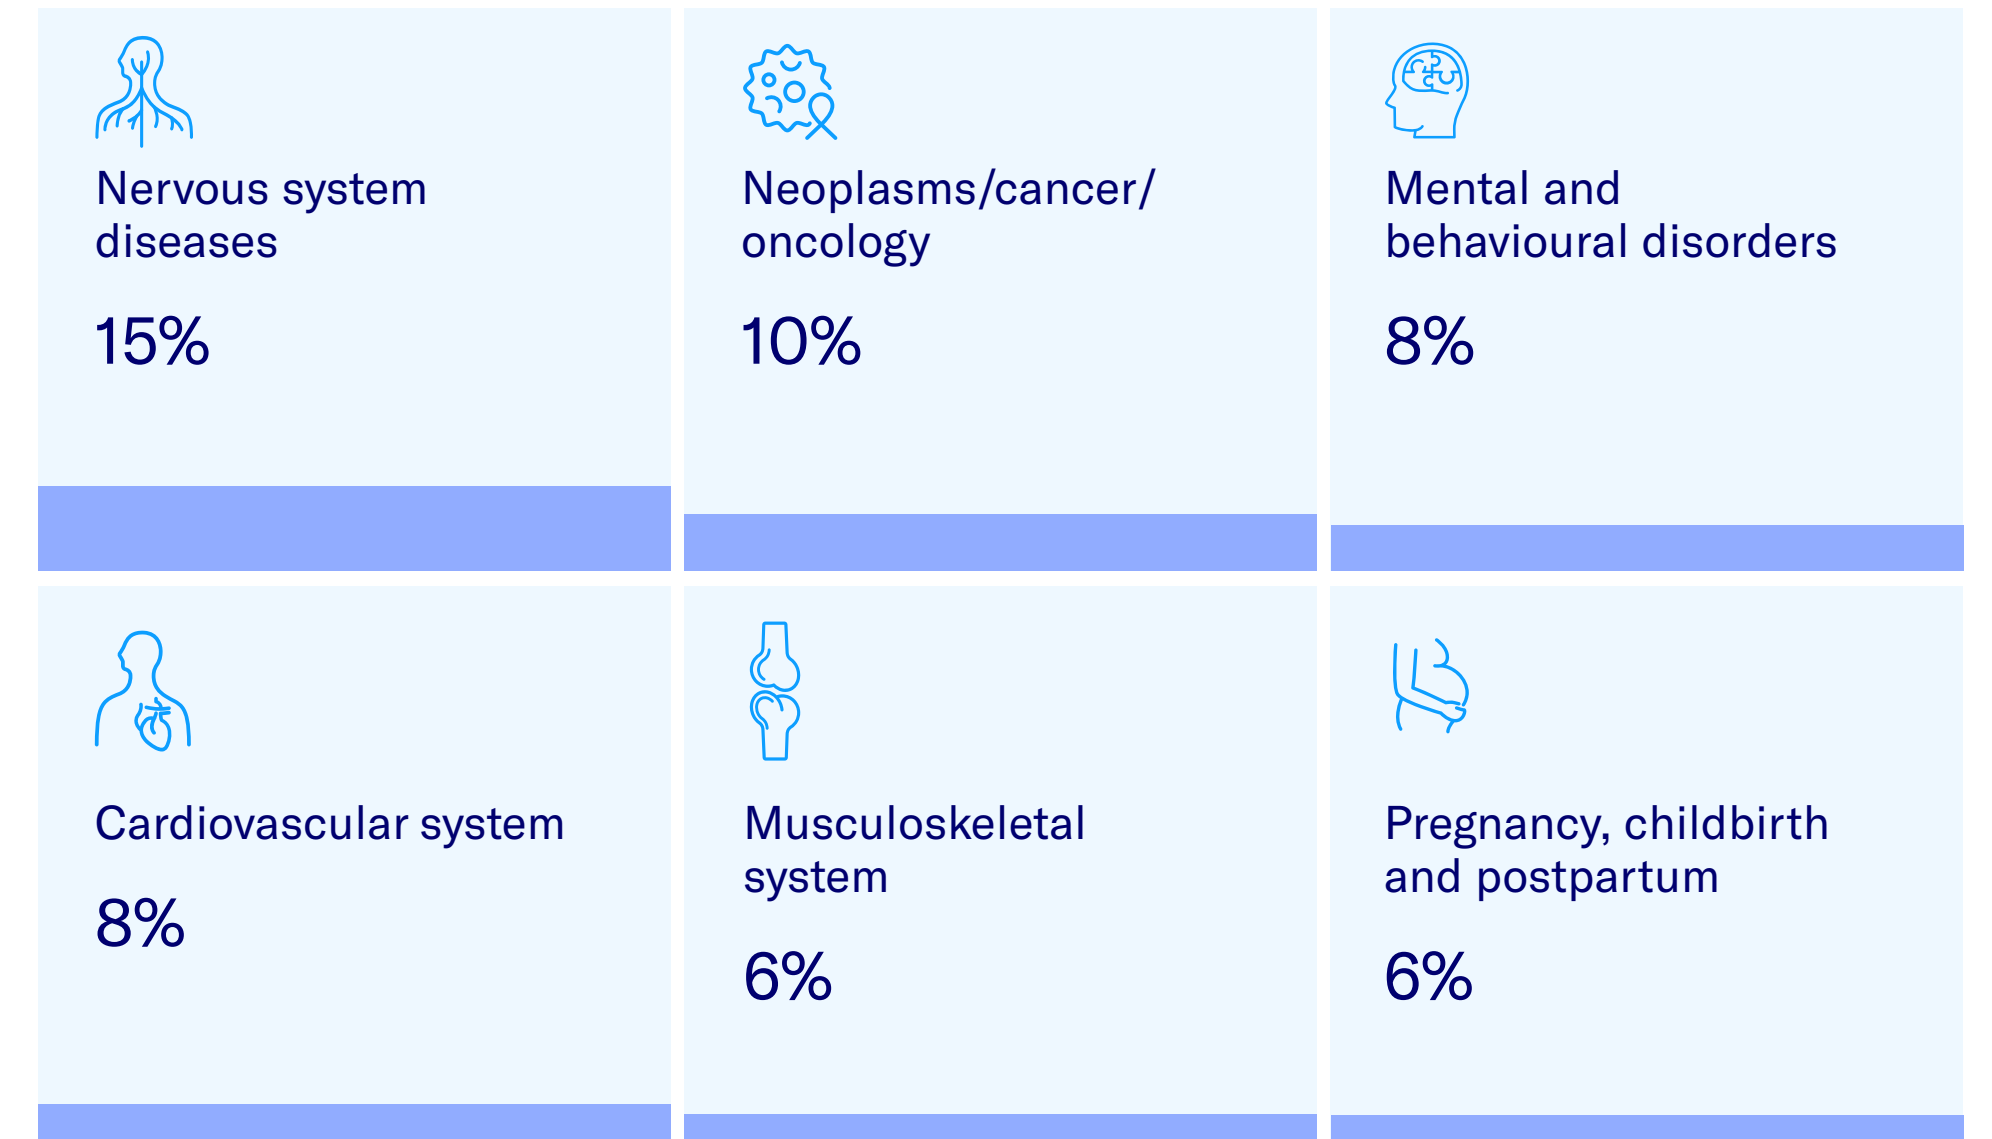 Nervous system
diseases
15%
Neoplasms/cancer/
oncology
10%
Mental and
behavioural disorders
8%
Cardiovascular system
8%
Musculoskeletal
system
6%
Pregnancy, childbirth
and postpartum
6%